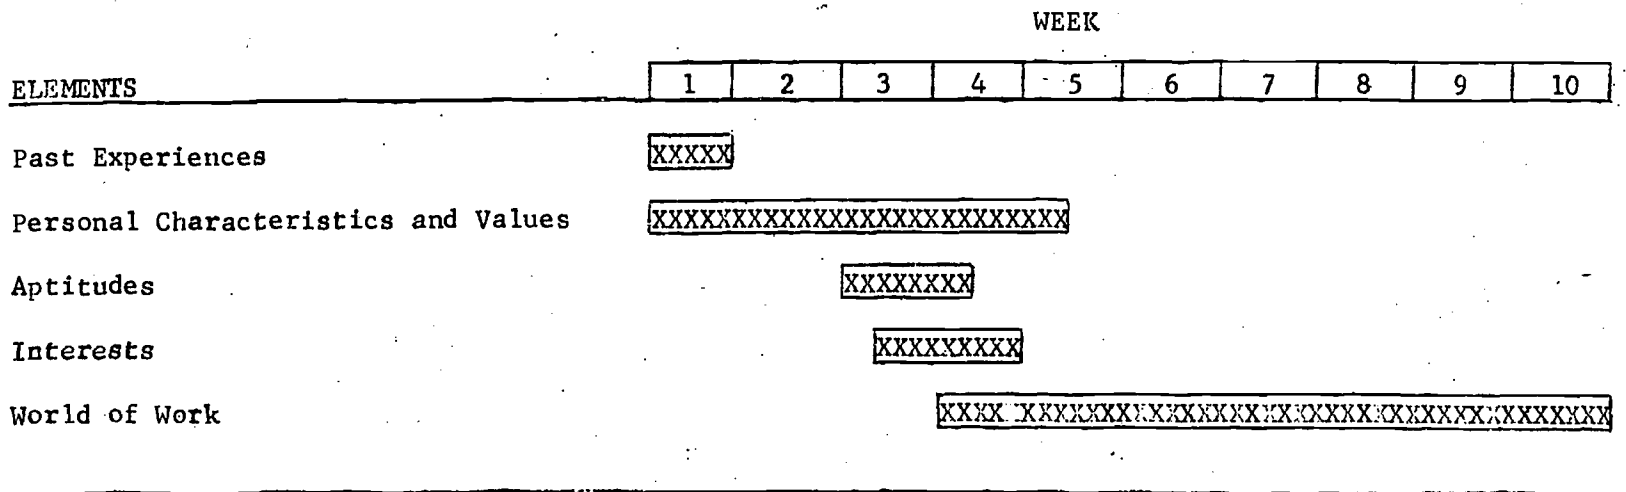 WEEK
ELEMENTS 1 2 3 4 5 6 7 8 9 10
Past Experiences XXXXX
Personal Characteristics and Values XXXXXXXXXXXXXXXXXXXXXXXXXX
Aptitudes XXXXXXXX
Interests XXXXXXXXX
World of Work